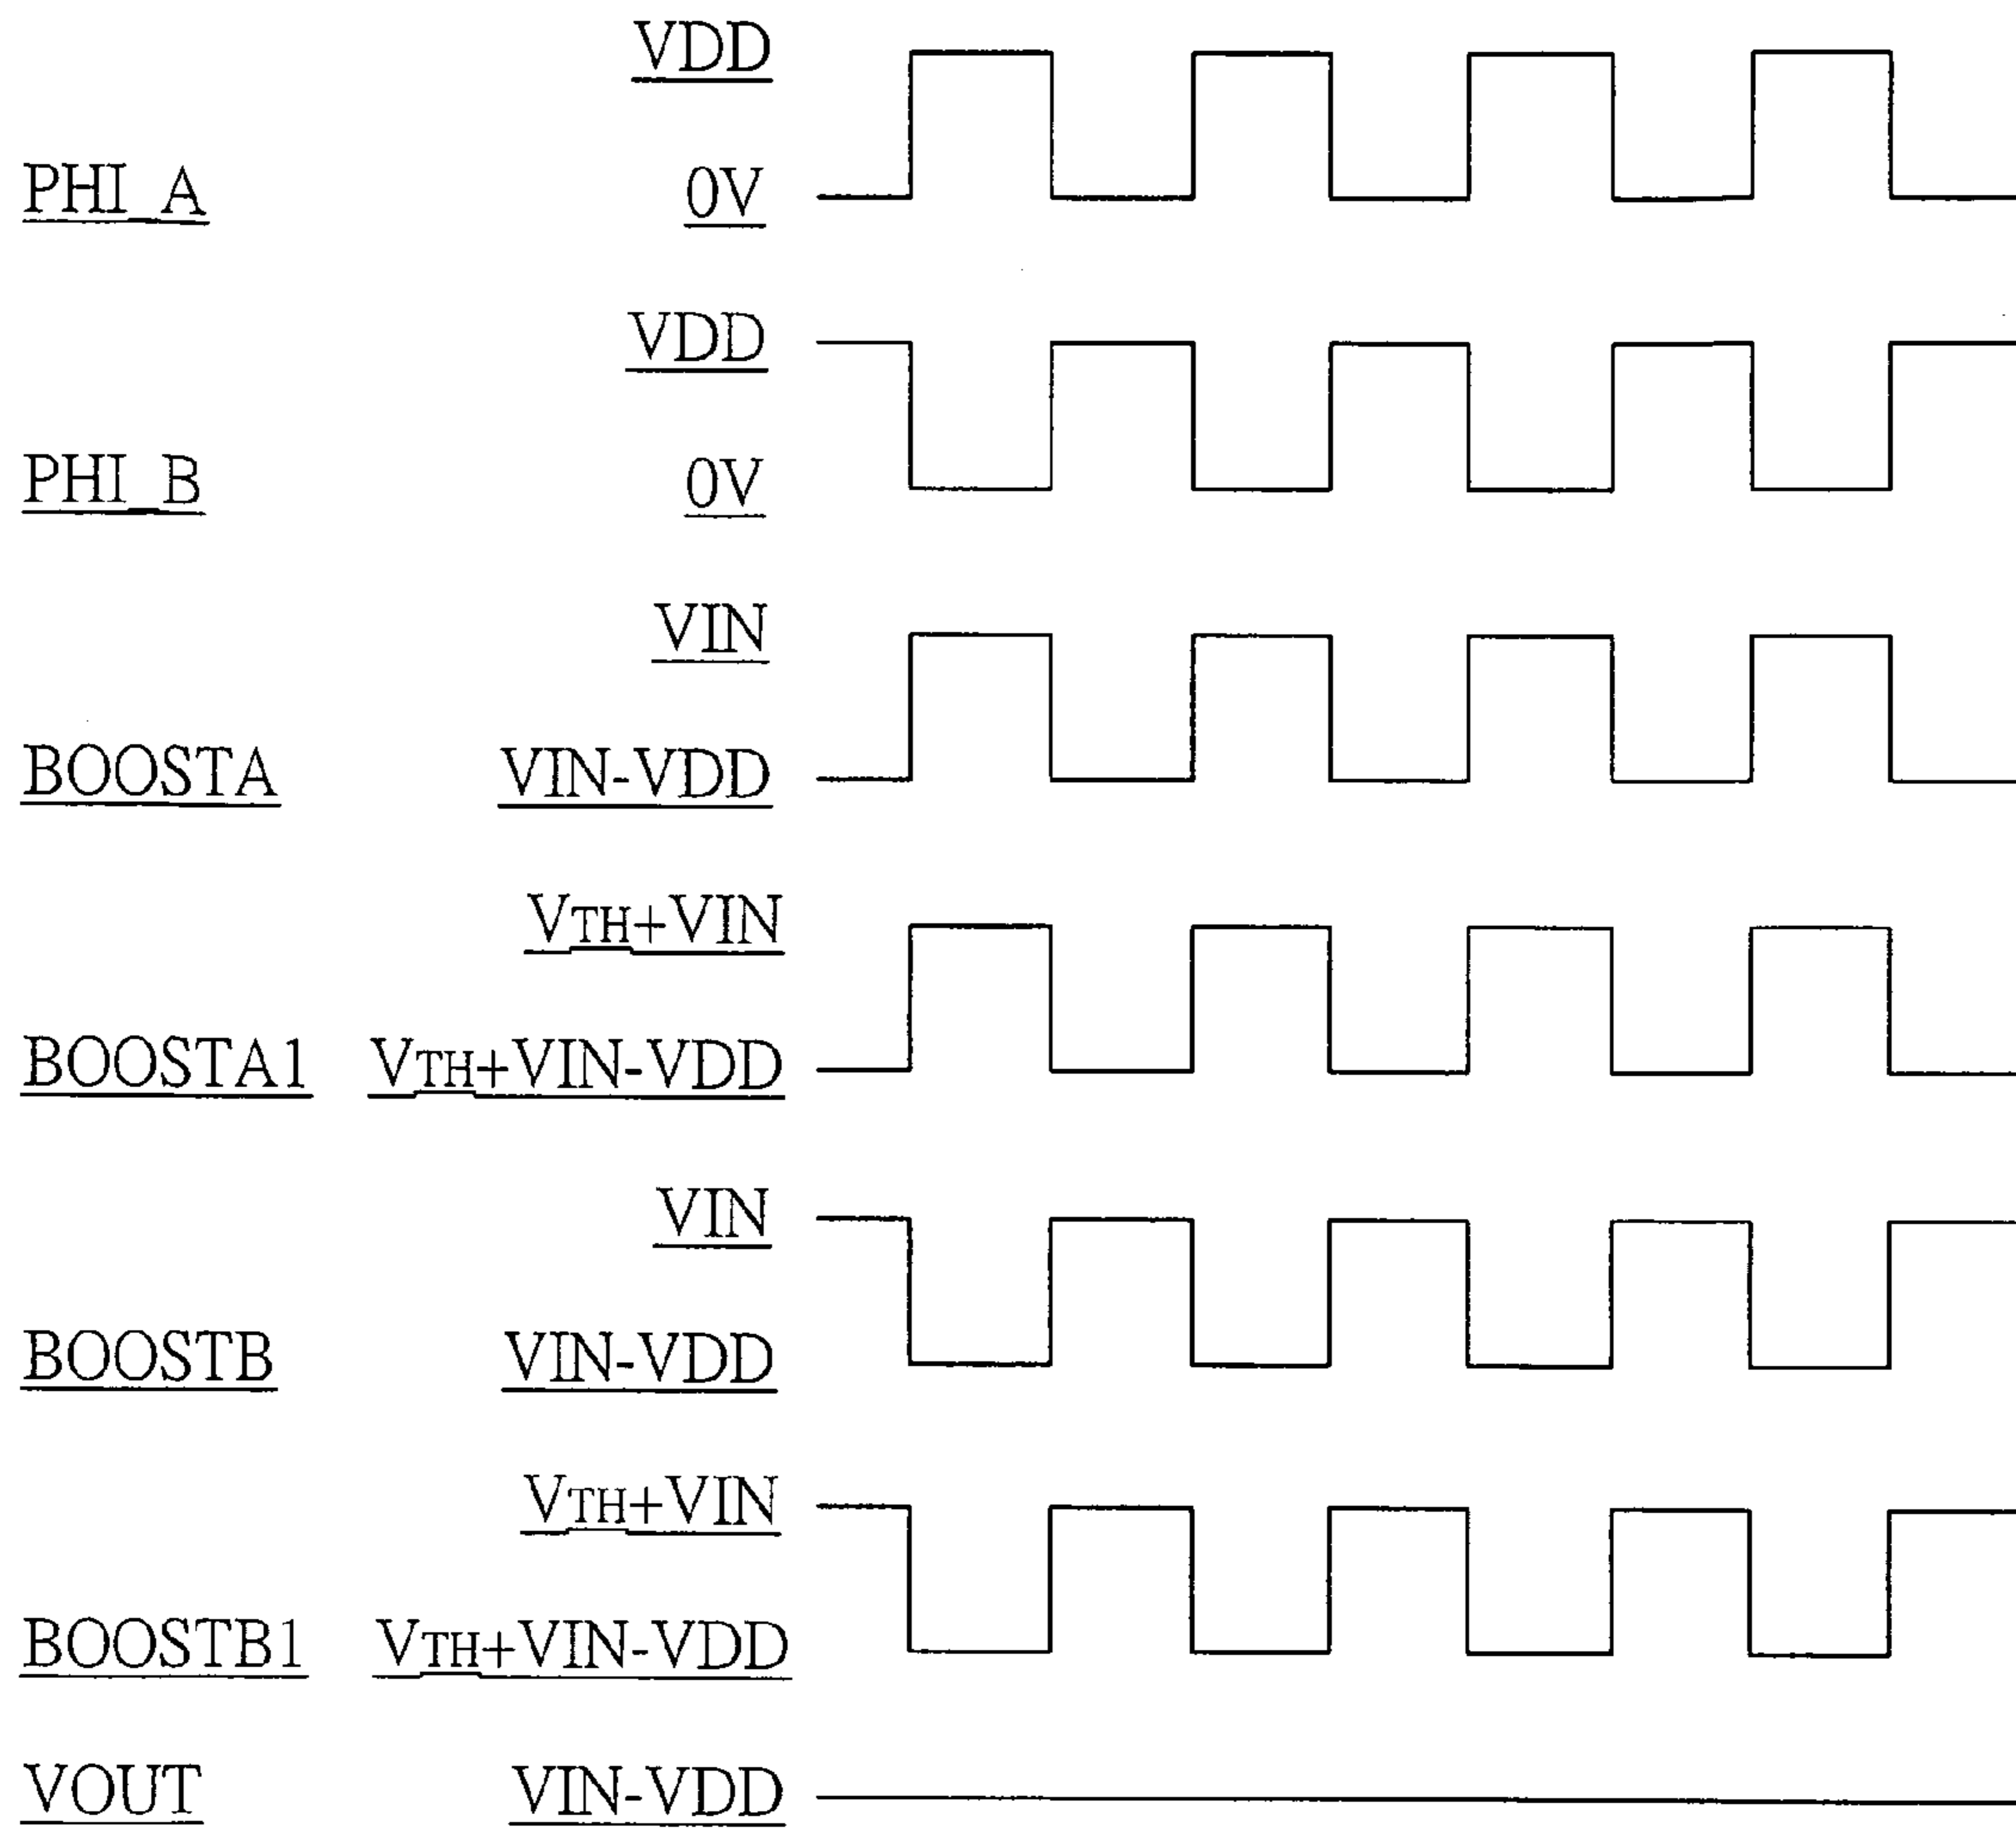 VDD
PHI_A 0V
VDD
PHI_B 0V
VIN
BOOSTA VIN-VDD
VTH+VIN
BOOSTA1 VTH+VIN-VDD
VIN
BOOSTB VIN-VDD
VTH+VIN
BOOSTB1 VTH+VIN-VDD
VOUT VIN-VDD